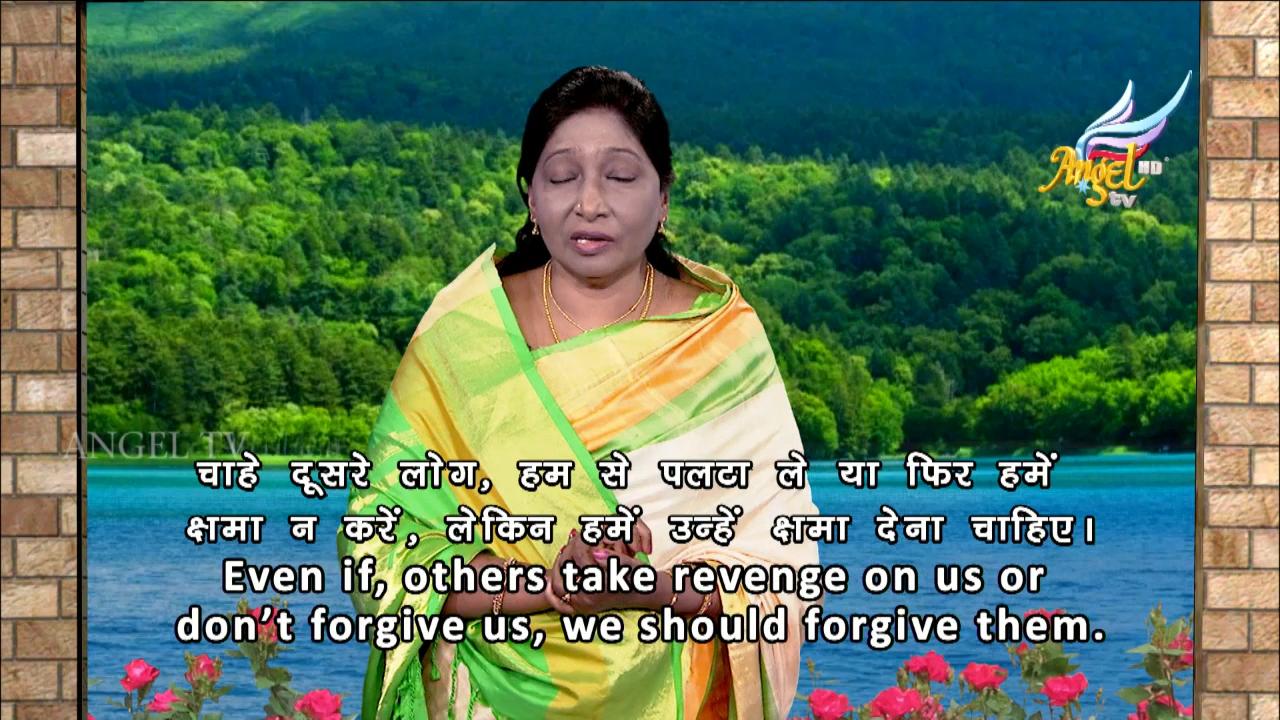 Angel HD
tv
ANGEL TV
चाहे दूसरे लोग, हम से पलटा ले या फिर हमें
क्षमा न करें, लेकिन हमें उन्हें क्षमा देना चाहिए।
Even if, others take revenge on us or
don’t forgive us, we should forgive them.